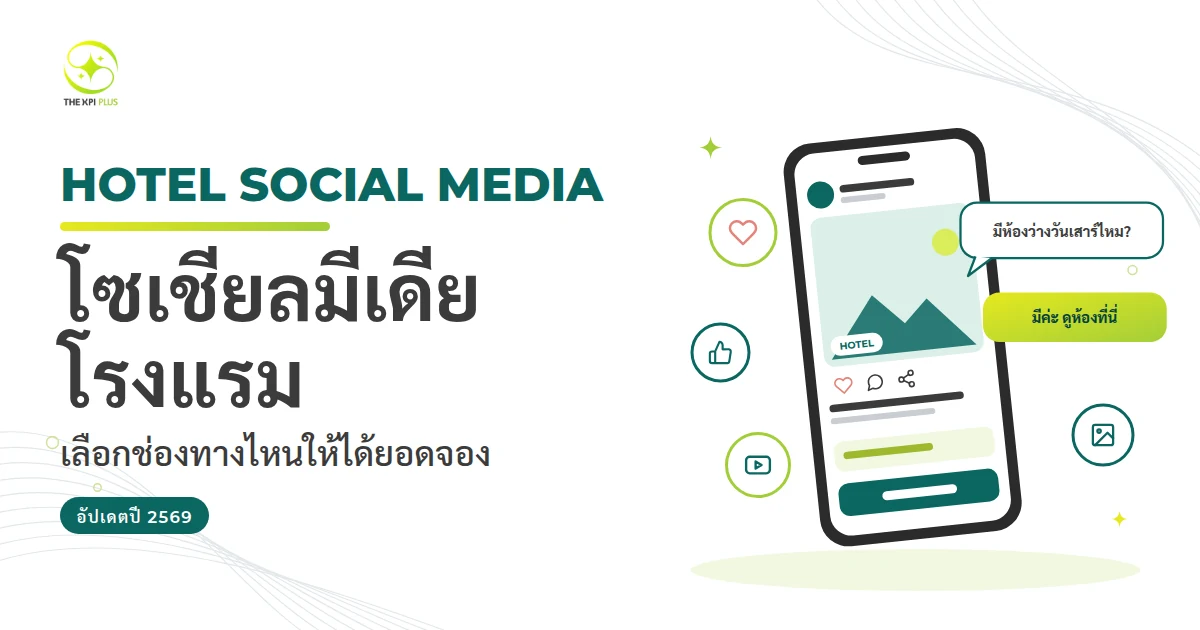 THE XPI PLUS
HOTEL SOCIAL MEDIA
โซเชียลมีเดีย
โรงแรม
เลือกช่องทางไหนให้ได้ยอดจอง
อัปเดตปี 2569
มีห้องว่างวันเสาร์ไหม?
มีค่ะ ดูห้องที่นี่
HOTEL